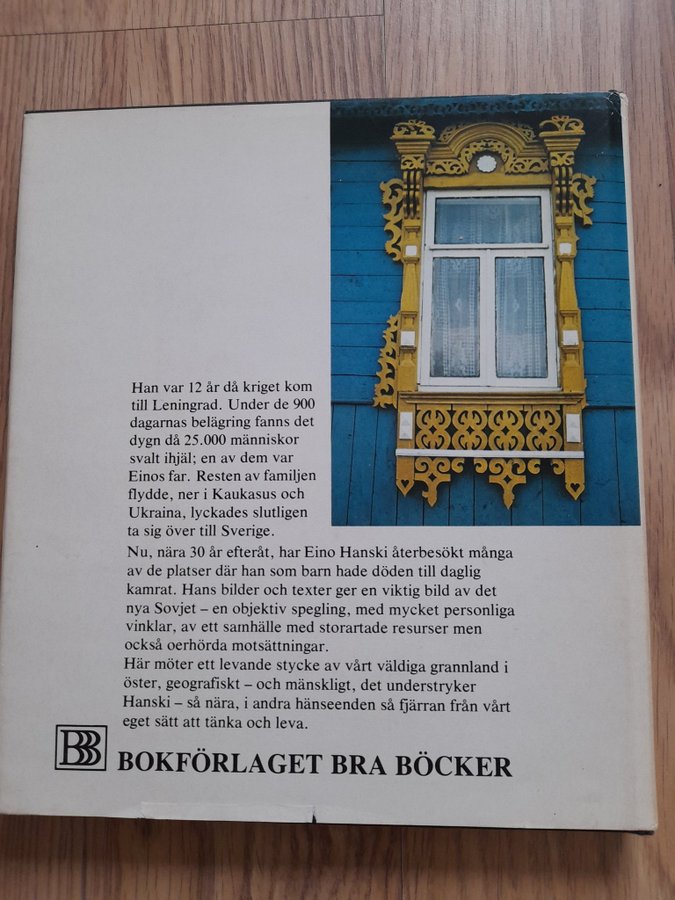 Han var 12 år då kriget kom
till Leningrad. Under de 900
dagarnas belägring fanns det
dygn då 25.000 människor
svalt ihjäl; en av dem var
Einos far. Resten av familjen
flydde, ner i Kaukasus och
Ukraina, lyckades slutligen
ta sig över till Sverige.
Nu, nära 30 år efteråt, har Eino Hanski återbesökt många
av de platser där han som barn hade döden till daglig
kamrat. Hans bilder och texter ger en viktig bild av det
nya Sovjet – en objektiv spegling, med mycket personliga
vinklar, av ett samhälle med storartade resurser men
också oerhörda motsättningar.
Här möter ett levande stycke av vårt väldiga grannland i
öster, geografiskt – och mänskligt, det understryker
Hanski – så nära, i andra hänseenden så fjärran från vårt
eget sätt att tänka och leva.
BBB BOKFÖRLAGET BRA BÖCKER